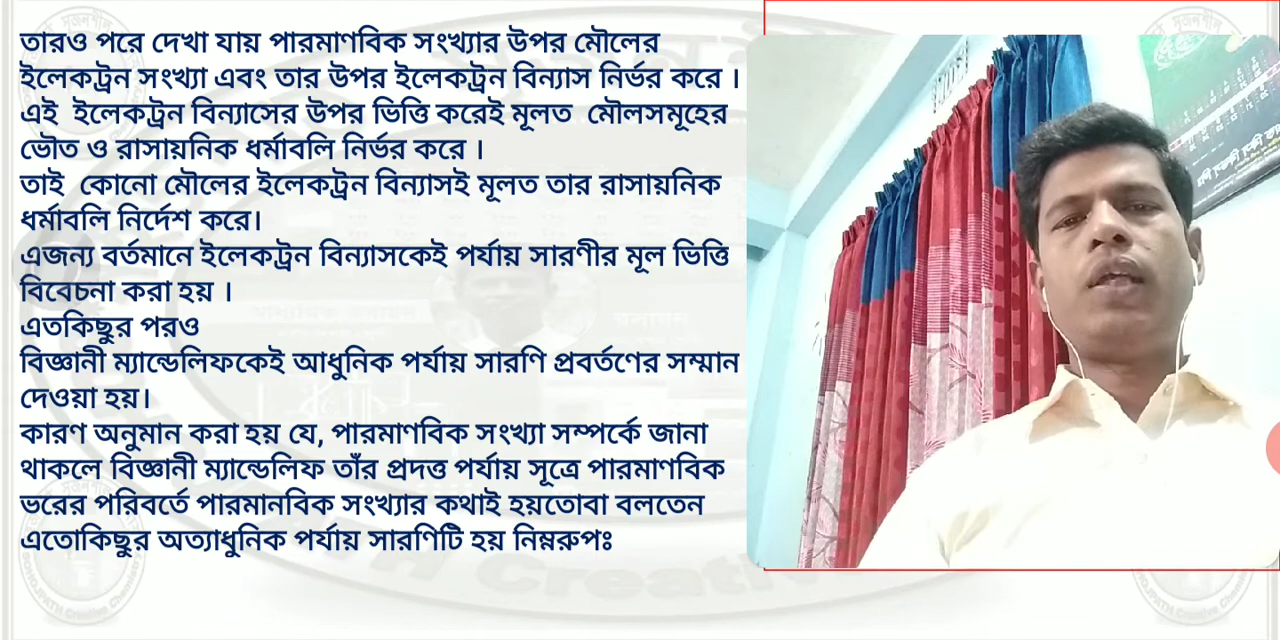 তারও পরে দেখা যায় পারমাণবিক সংখ্যার উপর মৌলের
ইলেকট্রন সংখ্যা এবং তার উপর ইলেকট্রন বিন্যাস নির্ভর করে ।
এই ইলেকট্রন বিন্যাসের উপর ভিত্তি করেই মূলত মৌলসমূহের
ভৌত ও রাসায়নিক ধর্মাবলি নির্ভর করে ।
তাই কোনো মৌলের ইলেকট্রন বিন্যাসই মূলত তার রাসায়নিক
ধর্মাবলি নির্দেশ করে।
এজন্য বর্তমানে ইলেকট্রন বিন্যাসকেই পর্যায় সারণীর মূল ভিত্তি
বিবেচনা করা হয় ।
এতকিছুর পরও
বিজ্ঞানী ম্যান্ডেলিফকেই আধুনিক পর্যায় সারণি প্রবর্তণের সম্মান
দেওয়া হয়।
কারণ অনুমান করা হয় যে, পারমাণবিক সংখ্যা সম্পর্কে জানা
থাকলে বিজ্ঞানী ম্যান্ডেলিফ তাঁর প্রদত্ত পর্যায় সূত্রে পারমাণবিক
ভরের পরিবর্তে পারমানবিক সংখ্যার কথাই হয়তোবা বলতেন
এতোকিছুর অত্যাধুনিক পর্যায় সারণিটি হয় নিম্নরুপঃ
Creative